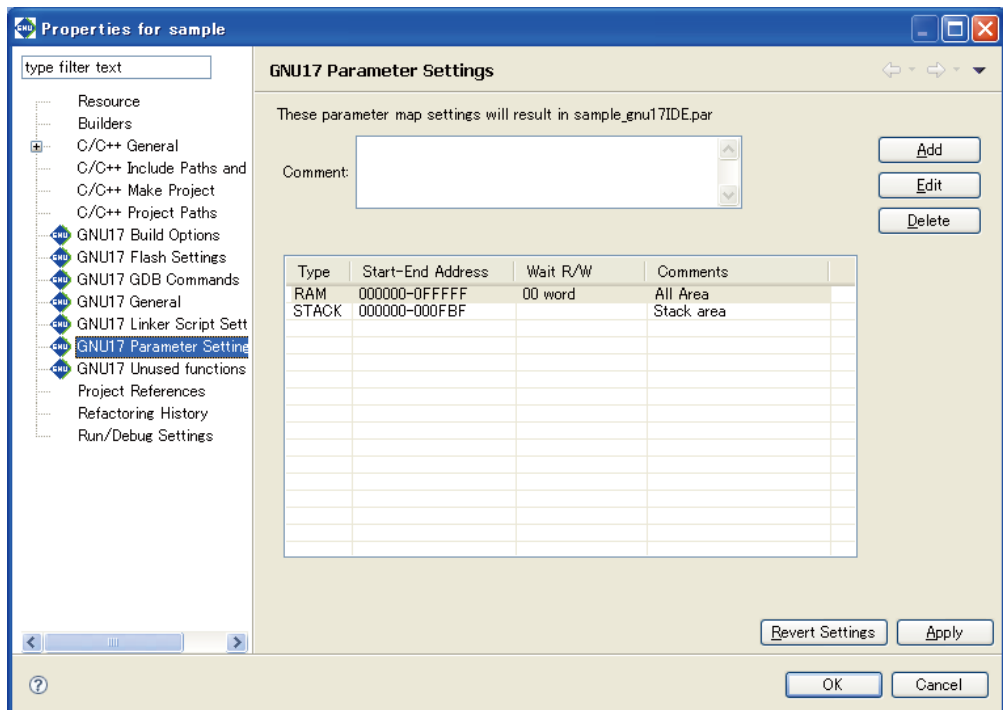 Properties for sample
type filter text
GNU17 Parameter Settings
Resource
Builders
C/C++ General
C/C++ Include Paths and
C/C++ Make Project
C/C++ Project Paths
GNU17 Build Options
GNU17 Flash Settings
GNU17 GDB Commands
GNU17 General
GNU17 Linker Script Sett
GNU17 Parameter Setting
GNU17 Unused functions
Project References
Refactoring History
Run/Debug Settings
These parameter map settings will result in sample_gnu17IDE.par
Comment:
Add
Edit
Delete
Type Start-End Address Wait R/W Comments
RAM 000000-0FFFFF 00 word All Area
STACK 000000-000FBF Stack area
Revert Settings Apply
OK Cancel